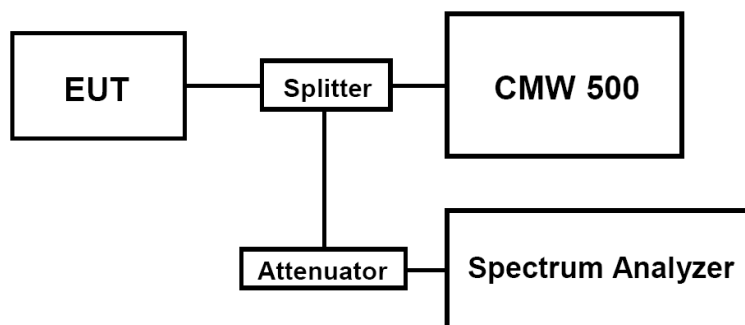 EUT
Splitter
CMW 500
Attenuator
Spectrum Analyzer